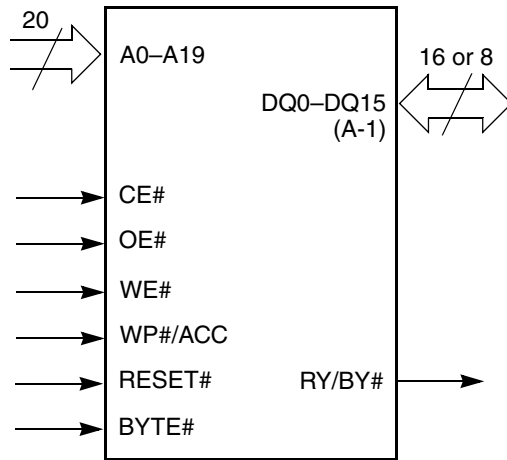 20
A0–A19
16 or 8
DQ0–DQ15
(A-1)
CE#
OE#
WE#
WP#/ACC
RESET#
RY/BY#
BYTE#